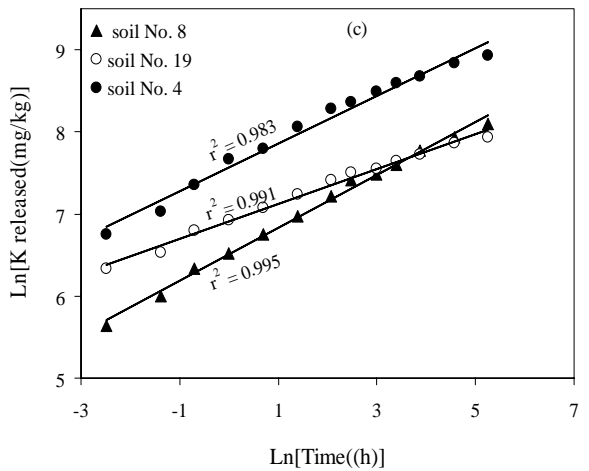 (c)
▲ soil No. 8
○ soil No. 19
● soil No. 4
Ln[K released(mg/kg)]
9
8
7
6
5
r² = 0.983
r² = 0.991
r² = 0.995
-3 -1 1 3 5 7
Ln[Time((h)]